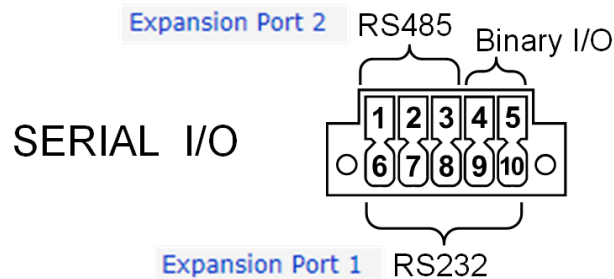 Expansion Port 2 RS485 Binary I/O
SERIAL I/O
1 2 3 4 5
6 7 8 9 10
Expansion Port 1 RS232